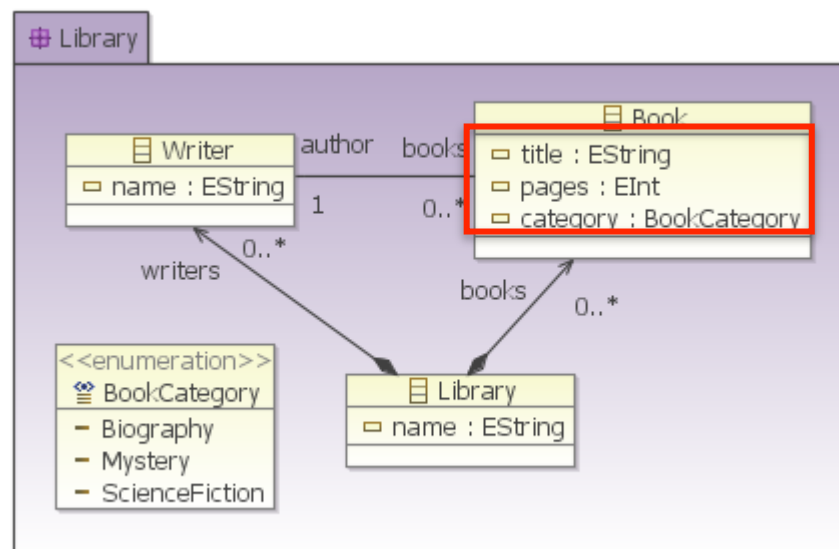 Library
Book
title : EString
pages : EInt
category : BookCategory
Writer
name : EString
author
books
1
0..*
writers
0..*
books
0..*
<<enumeration>>
BookCategory
Biography
Mystery
ScienceFiction
Library
name : EString